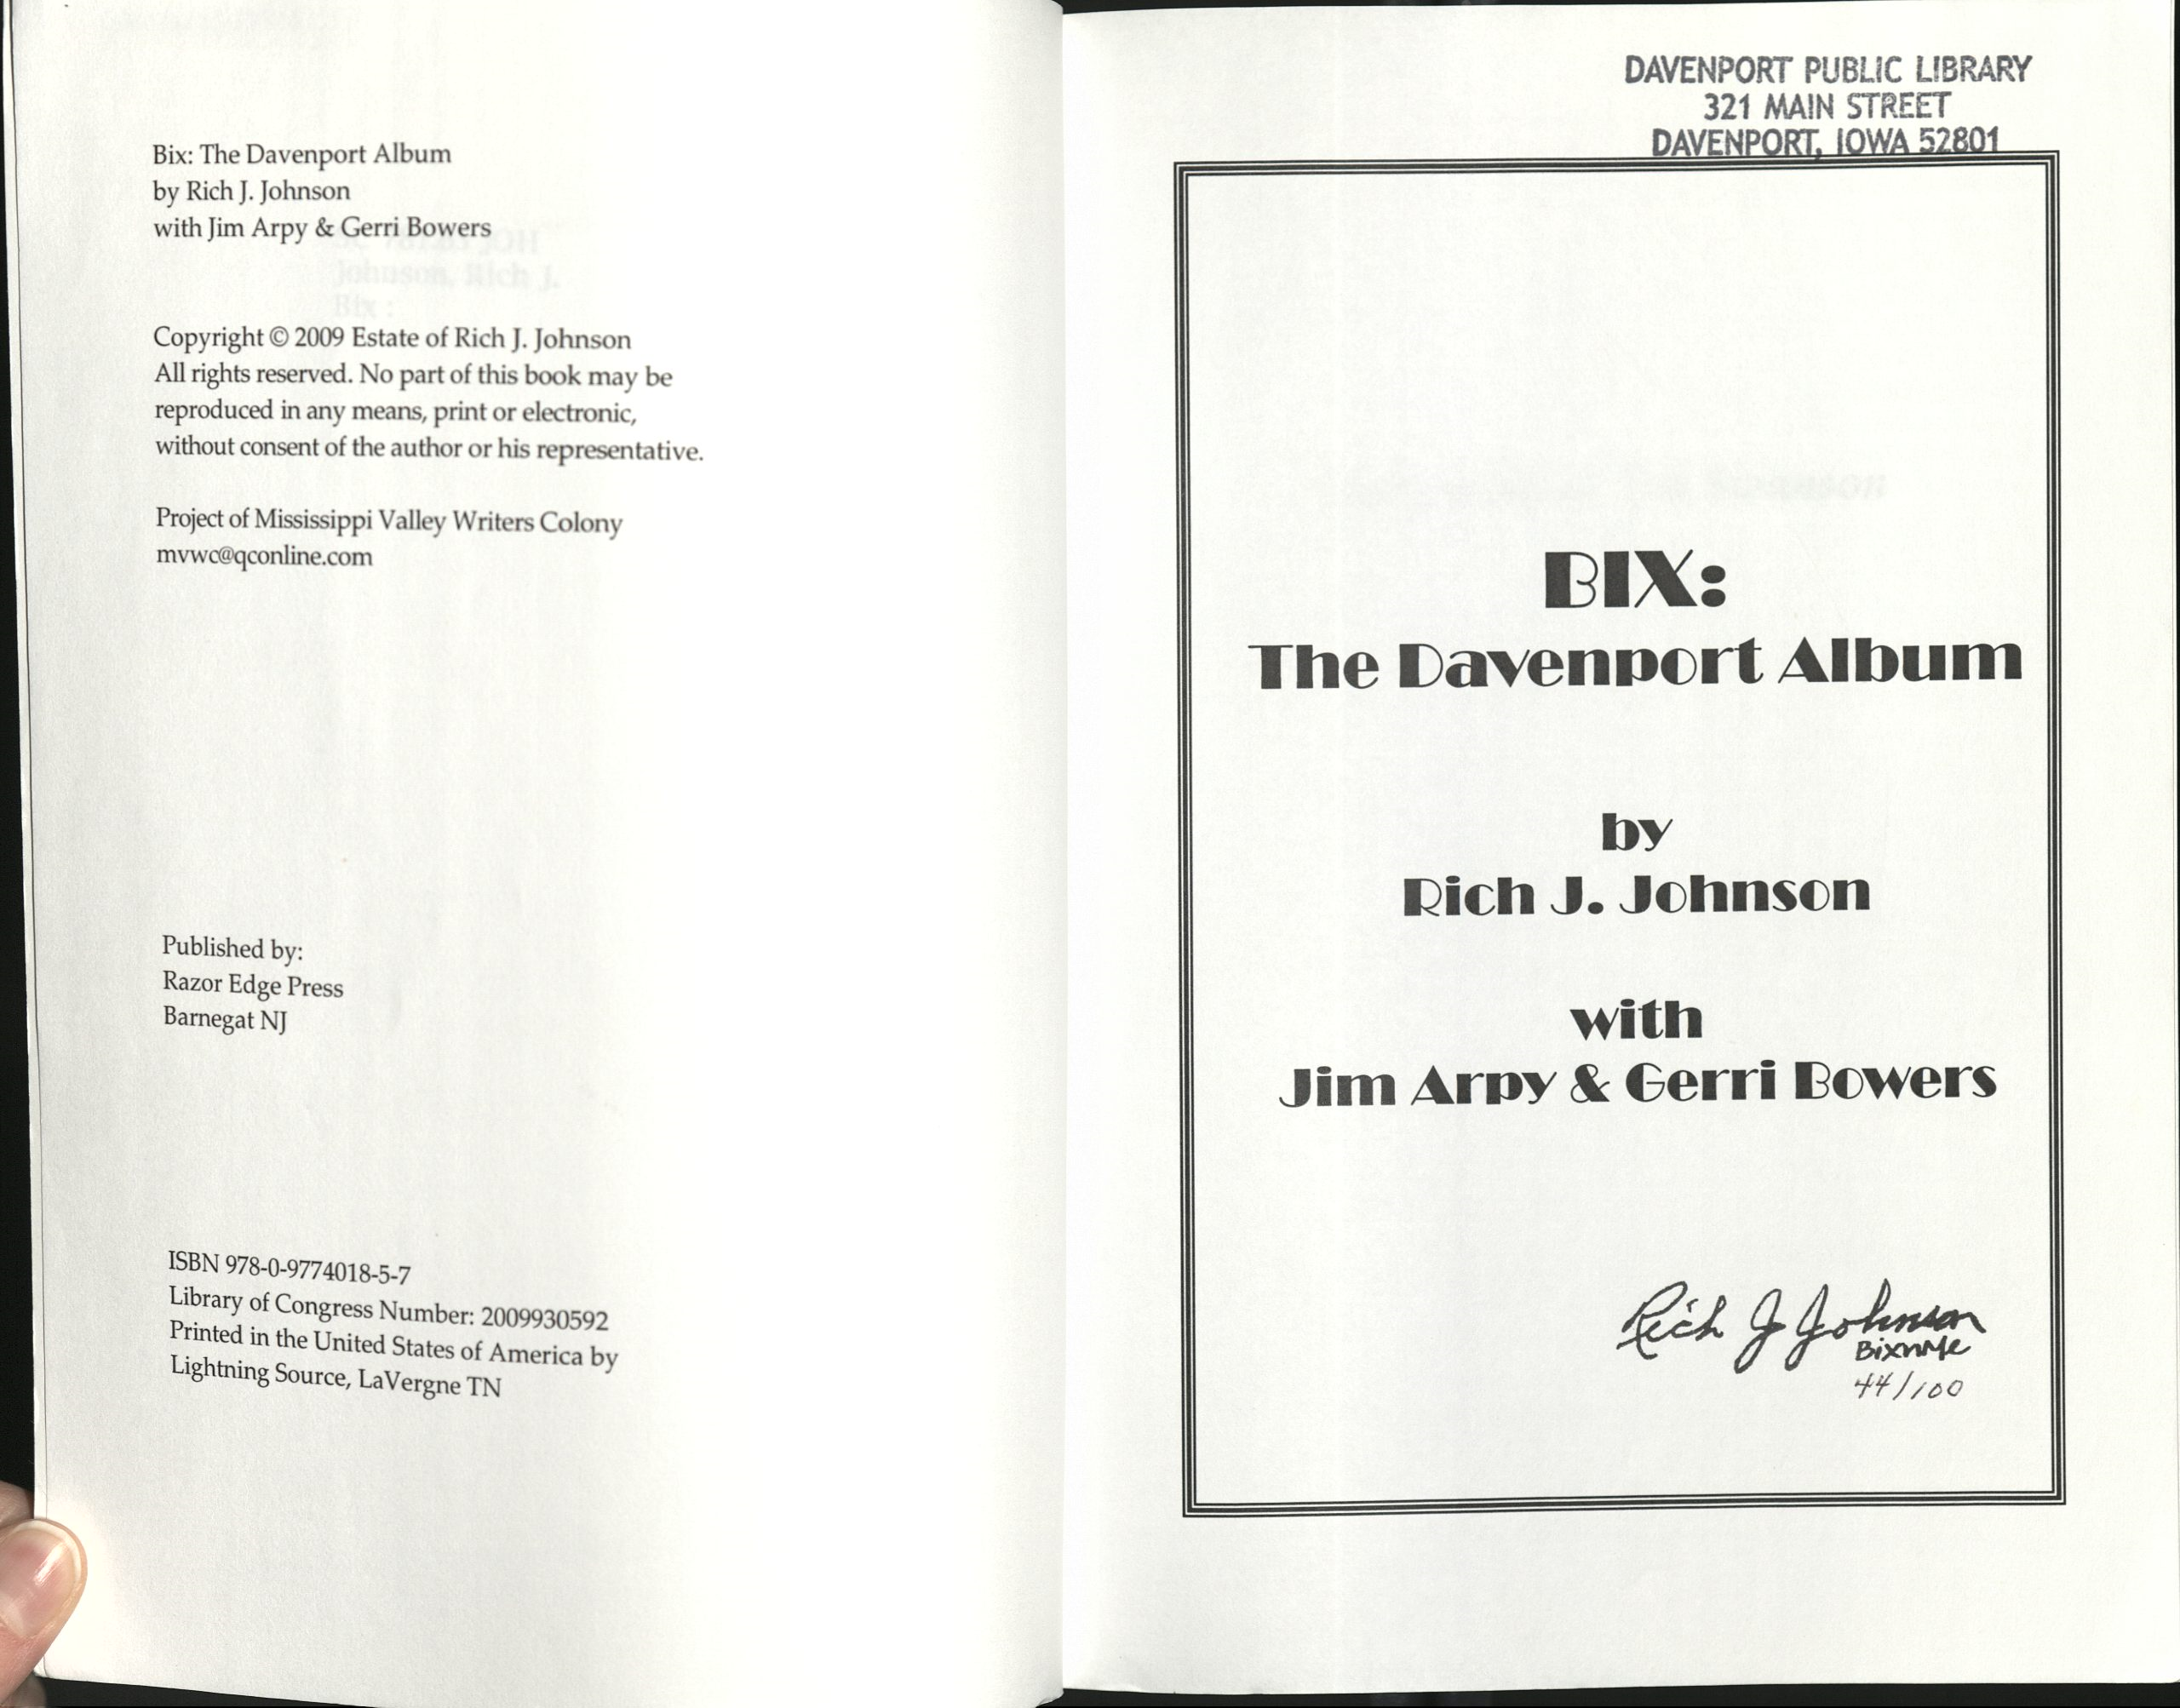 Bix: The Davenport Album
by Rich J. Johnson
with Jim Arpy & Gerri Bowers
Johnson, Rich J.
Bix :
Copyright © 2009 Estate of Rich J. Johnson
All rights reserved. No part of this book may be
reproduced in any means, print or electronic,
without consent of the author or his representative.
Project of Mississippi Valley Writers Colony
mvwc@qconline.com
Published by:
Razor Edge Press
Barnegat NJ
ISBN 978-0-9774018-5-7
Library of Congress Number: 2009930592
Printed in the United States of America by
Lightning Source, LaVergne TN
DAVENPORT PUBLIC LIBRARY
321 MAIN STREET
DAVENPORT, IOWA 52801
BIX:
The Davenport Album
by
Rich J. Johnson
with
Jim Arpy & Gerri Bowers
Rich J Johnson
BixnMe
44/100